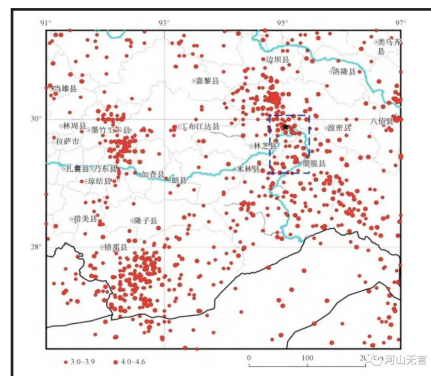 91° 93° 95° 97°
类乌齐县
边坝县
洛隆县
嘉黎县
当雄县
30° 30°
林周县
墨竹工卡县
工布江达县
波密县
八宿县
拉萨市
林芝县
墨脱县
扎囊县 乃东县
加查县
朗县
米林县
琼结县
措美县
隆子县
错那县
28° 28°
3.0-3.9 4.0-4.6
0 100
河山无言